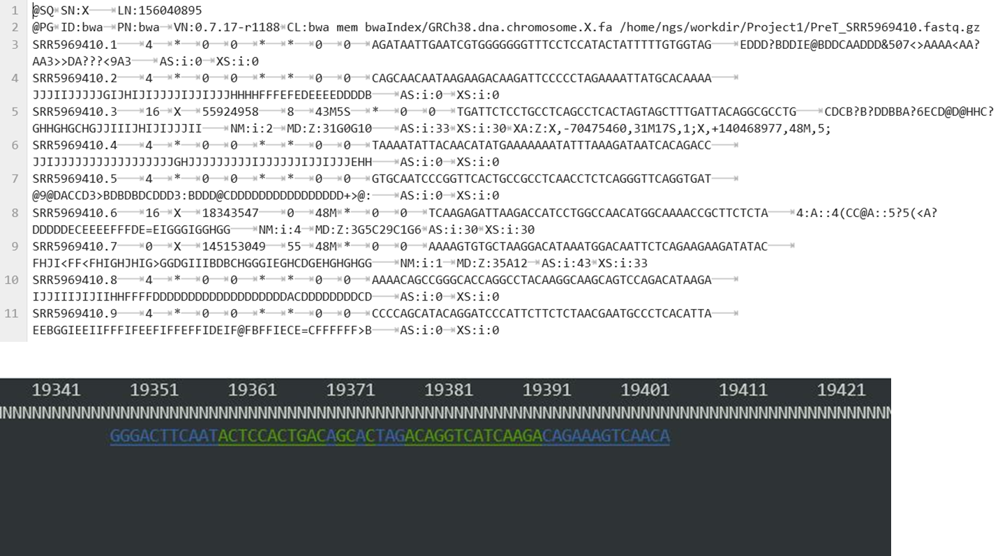 1 @SQ SN:X LN:156040895
2 @PG ID:bwa PN:bwa VN:0.7.17-r1188 CL:bwa mem bwaIndex/GRCh38.dna.chromosome.X.fa /home/ngs/workdir/Project1/PreT_SRR5969410.fastq.gz
3 SRR5969410.1 4 * 0 0 * * 0 0 AGATAATTGAATCGTGGGGGGGTTTCCTCCATACTATTTTTGTGGTAG EDDD?BDDIE@BDDCAADDD&507<>AAAA<AA?
AA3>>DA???<9A3 AS:i:0 XS:i:0
4 SRR5969410.2 4 * 0 0 * * 0 0 CAGCAACAATAAGAAGACAAGATTCCCCCTAGAAAATTATGCACAAAA
JJJIIJJJJJGIJHIJIJJJJIJJIJJJHHHHFFFEFEDEEEEDDDDB AS:i:0 XS:i:0
5 SRR5969410.3 16 X 55924958 8 43M5S * 0 0 TGATTCTCCTGCCTCAGCCTCACTAGTAGCTTTGATTACAGGCGCCTG CDCB?B?DDBBA?6ECD@D@HHC?
GHHGHGCHGJJIIIJHIJIJJJII NM:i:2 MD:Z:31G0G10 AS:i:33 XS:i:30 XA:Z:X,-70475460,31M17S,1;X,+140468977,48M,5;
6 SRR5969410.4 4 * 0 0 * * 0 0 TAAAATATTACAACATATGAAAAAAATATTTAAAGATAATCACAGACC
JJIJJJJJJJJJJJJJJJJJGHJJJJJJJJJIJJJJJJIJJIJJJEHH AS:i:0 XS:i:0
7 SRR5969410.5 4 * 0 0 * * 0 0 GTGCAATCCCGGTTCACTGCCGCCTCAACCTCTCAGGGTTCAGGTGAT
@9@DACCD3>BDBDBDCDDD3:BDDD@CDDDDDDDDDDDDDDDD+>@: AS:i:0 XS:i:0
8 SRR5969410.6 16 X 18343547 0 48M * 0 0 TCAAGAGATTAAGACCATCCTGGCCAACATGGCAAAACCGCTTCTCTA 4:A::4(CC@A::5?5(<A?
DDDDDECEEEEFFFDE=EIGGGIGGHGG NM:i:4 MD:Z:3G5C29C1G6 AS:i:30 XS:i:30
9 SRR5969410.7 0 X 145153049 55 48M * 0 0 AAAAGTGTGCTAAGGACATAAATGGACAATTCTCAGAAGAAGATATAC
FHJI<FF<FHIGHJHIG>GGDGIIIBDBCHGGGIEGHCDGEHGHGHGG NM:i:1 MD:Z:35A12 AS:i:43 XS:i:33
10 SRR5969410.8 4 * 0 0 * * 0 0 AAAACAGCCGGGCACCAGGCCTACAAGGCAAGCAGTCCAGACATAAGA
IJJIIIJIJIIHHFFFFDDDDDDDDDDDDDDDDDDDACDDDDDDDDCD AS:i:0 XS:i:0
11 SRR5969410.9 4 * 0 0 * * 0 0 CCCCAGCATACAGGATCCCATTCTTCTCTAACGAATGCCCTCACATTA
EEBGGIEEIIFFFIFEEFIFFEFFIDEIF@FBFFIECE=CFFFFFF>B AS:i:0 XS:i:0
19341 19351 19361 19371 19381 19391 19401 19411 19421
NNNNNNNNNNNNNNNNNNNNNNNNNNNNNNNNNNNNNNNNNNNNNNNNNNNNNNNNNNNNNNNNNNNNNNNNNNNNNNNNNNNNNNNNNNNNN
GGGACTTCAATACTCCACTGACAGCACTAGACAGGTCATCAAGACAGAAAGTCAACA